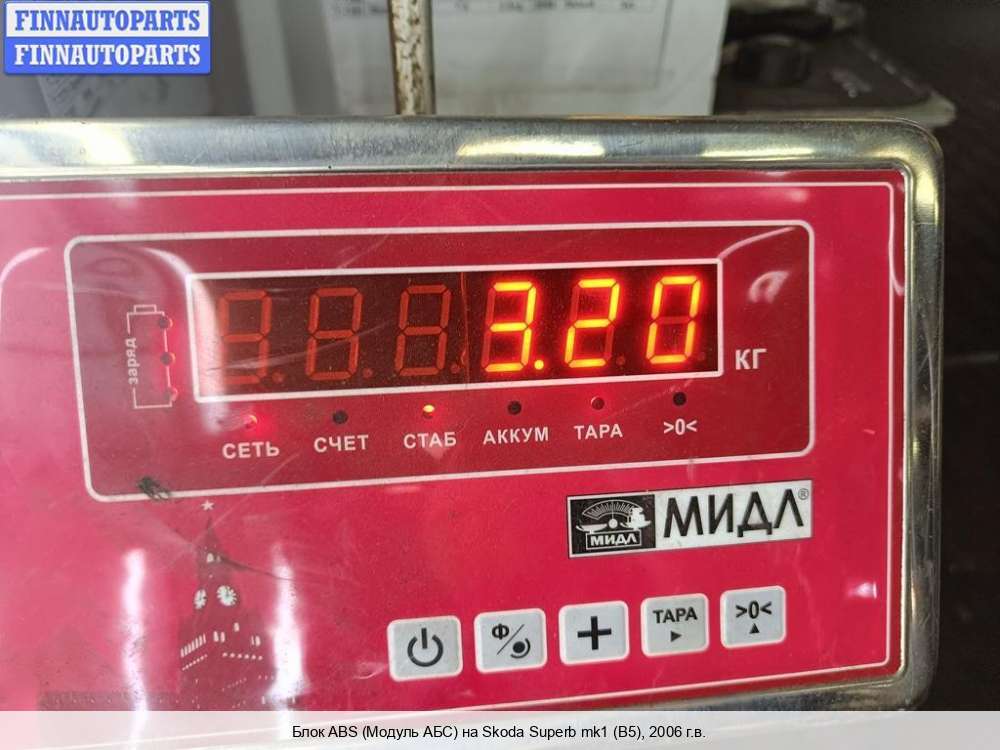 FINNAUTOPARTS
FINNAUTOPARTS
3.20
КГ
заряд
СЕТЬ СЧЕТ СТАБ АККУМ ТАРА >0<
МИДЛ МИДЛ®
Ф ТАРА >0<
Блок ABS (Модуль АБС) на Skoda Superb mk1 (B5), 2006 г.в.